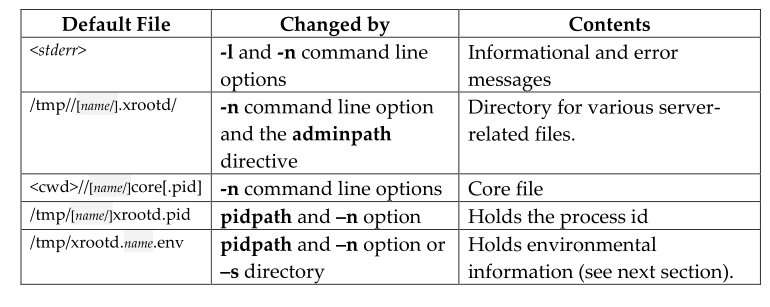 Default File Changed by Contents
<stderr> -l and -n command line Informational and error
options messages
/tmp//[name/].xrootd/ -n command line option Directory for various server-
and the adminpath related files.
directive
<cwd>//[name/]core[.pid] -n command line options Core file
/tmp/[name/]xrootd.pid pidpath and –n option Holds the process id
/tmp/xrootd.name.env pidpath and –n option or Holds environmental
–s directory information (see next section).